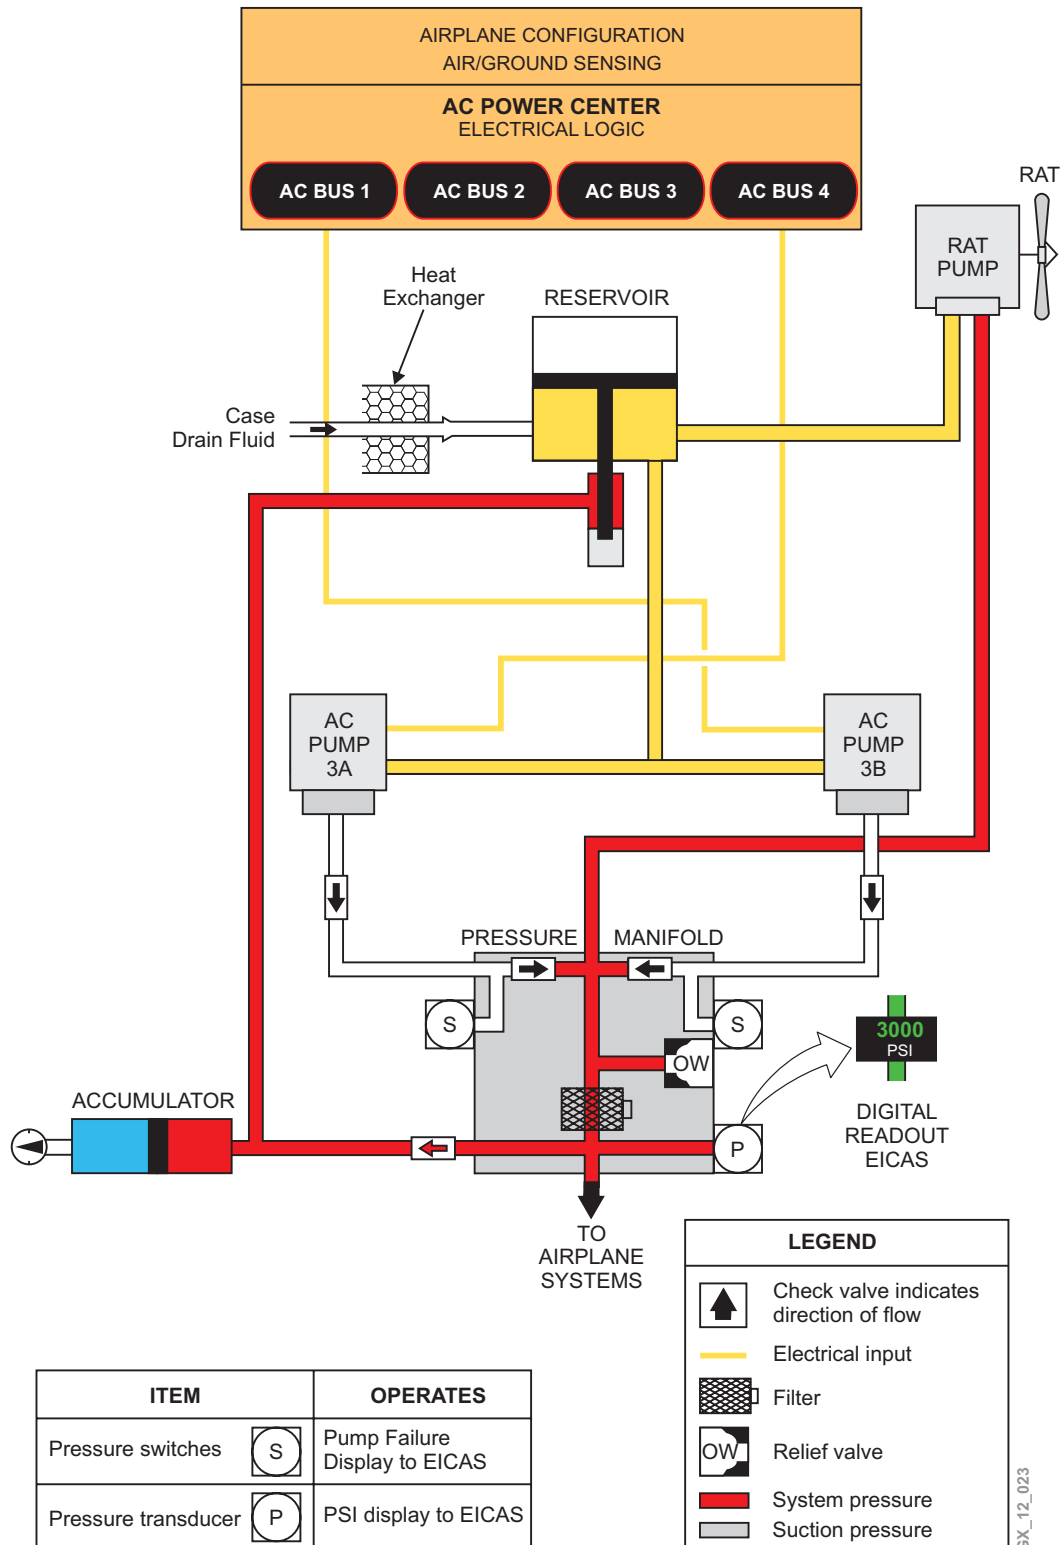 AIRPLANE CONFIGURATION
AIR/GROUND SENSING
AC POWER CENTER
ELECTRICAL LOGIC
AC BUS 1
AC BUS 2
AC BUS 3
AC BUS 4
RAT
RAT
PUMP
Heat
Exchanger
RESERVOIR
Case
Drain Fluid
AC
PUMP
3A
AC
PUMP
3B
PRESSURE
MANIFOLD
S
S
OW
3000
PSI
P
DIGITAL
READOUT
EICAS
ACCUMULATOR
TO
AIRPLANE
SYSTEMS
LEGEND
Check valve indicates
direction of flow
Electrical input
Filter
OW
Relief valve
System pressure
Suction pressure
ITEM
OPERATES
Pressure switches
S
Pump Failure
Display to EICAS
Pressure transducer
P
PSI display to EICAS